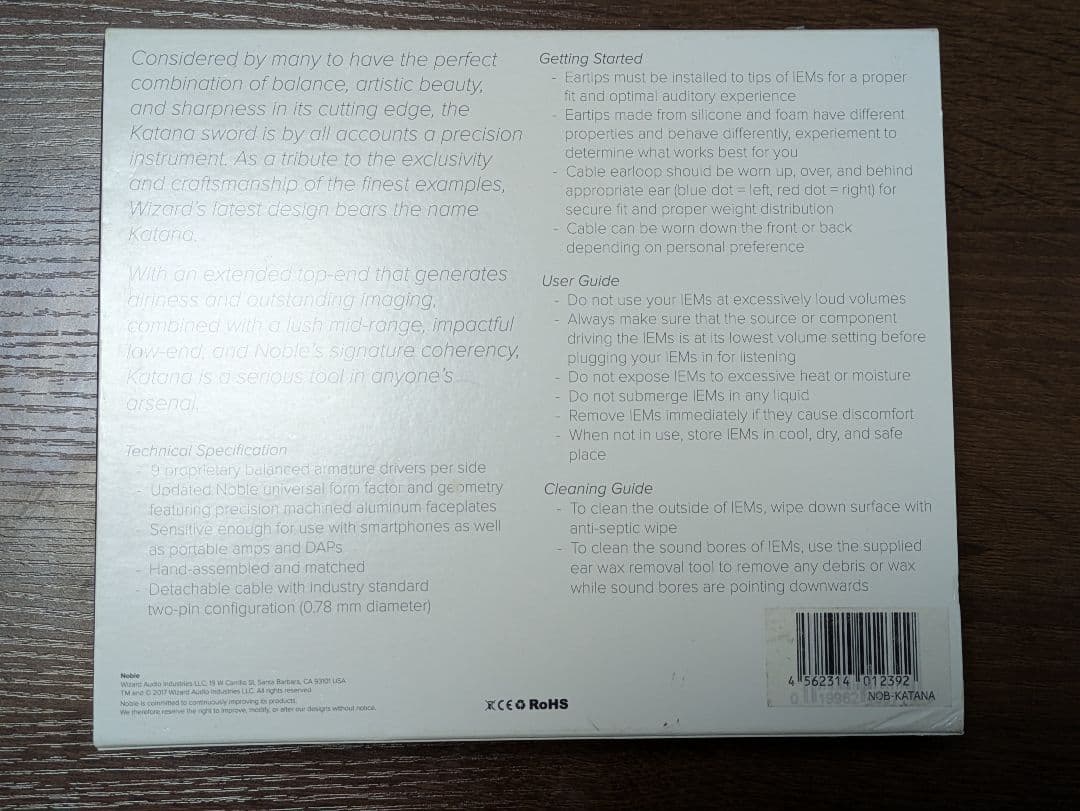 Considered by many to have the perfect
combination of balance, artistic beauty,
and sharpness in its cutting edge, the
Katana sword is by all accounts a precision
instrument. As a tribute to the exclusivity
and craftsmanship of the finest examples,
Wizard's latest design bears the name
Katana.
With an extended top-end that generates
airiness and outstanding imaging,
combined with a lush mid-range, impactful
low-end, and Noble's signature coherency,
Katana is a serious tool in anyone's
arsenal.
Technical Specification
- 9 proprietary balanced armature drivers per side
- Updated Noble universal form factor and geometry
featuring precision machined aluminum faceplates
- Sensitive enough for use with smartphones as well
as portable amps and DAPs
- Hand-assembled and matched
- Detachable cable with industry standard
two-pin configuration (0.78 mm diameter)
Noble
Wizard Audio Industries LLC, 15 W Carrillo St, Santa Barbara, CA 93101 USA
TM and © 2017 Wizard Audio Industries LLC. All rights reserved.
Noble is committed to continuously improving its products.
We therefore reserve the right to improve, modify, or alter our designs without notice.
Getting Started
- Eartips must be installed to tips of IEMs for a proper
fit and optimal auditory experience
- Eartips made from silicone and foam have different
properties and behave differently, experiement to
determine what works best for you
- Cable earloop should be worn up, over, and behind
appropriate ear (blue dot = left, red dot = right) for
secure fit and proper weight distribution
- Cable can be worn down the front or back
depending on personal preference
User Guide
- Do not use your IEMs at excessively loud volumes
- Always make sure that the source or component
driving the IEMs is at its lowest volume setting before
plugging your IEMs in for listening
- Do not expose IEMs to excessive heat or moisture
- Do not submerge IEMs in any liquid
- Remove IEMs immediately if they cause discomfort
- When not in use, store IEMs in cool, dry, and safe
place
Cleaning Guide
- To clean the outside of IEMs, wipe down surface with
anti-septic wipe
- To clean the sound bores of IEMs, use the supplied
ear wax removal tool to remove any debris or wax
while sound bores are pointing downwards
CE RoHS
4 562314 012392
NOB-KATANA